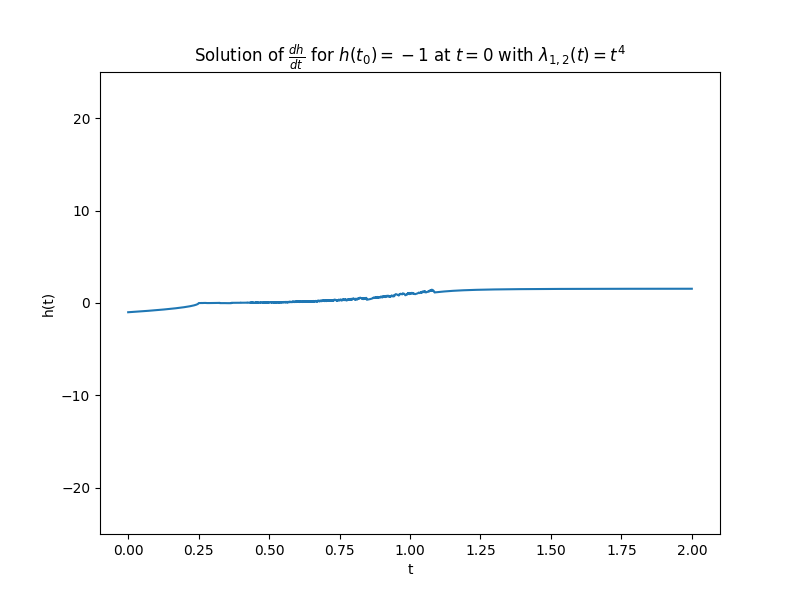 Solution of $\frac{dh}{dt}$ for $h(t_0) = -1$ at $t = 0$ with $\lambda_{1,2}(t) = t^4$
20
10
0
−10
−20
h(t)
0.00 0.25 0.50 0.75 1.00 1.25 1.50 1.75 2.00
t